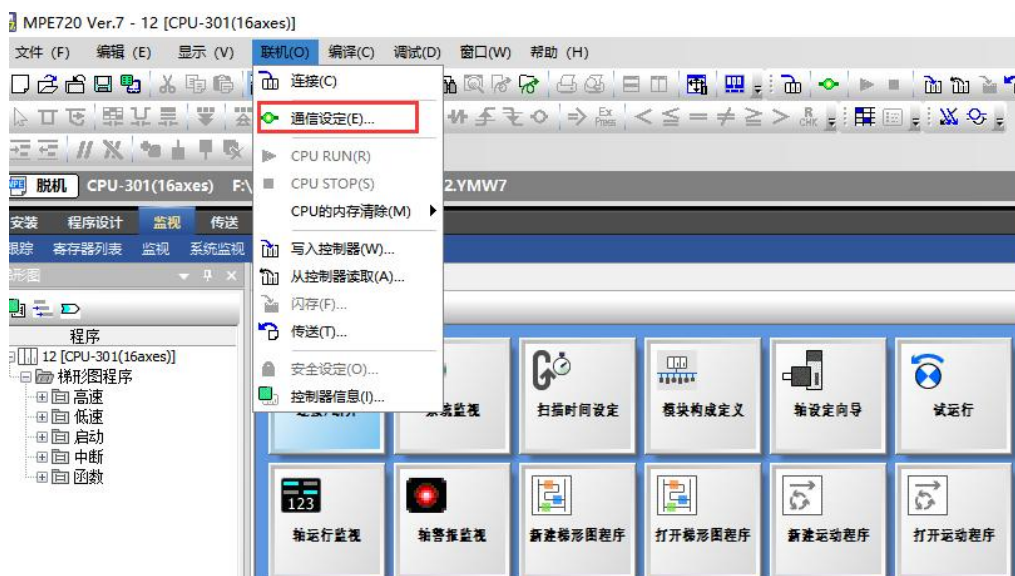 MPE720 Ver.7 - 12 [CPU-301(16axes)]
文件 (F) 编辑 (E) 显示 (V) 联机(O) 编译(C) 调试(D) 窗口(W) 帮助 (H)
连接(C)
通信设定(E)...
CPU RUN(R)
CPU STOP(S)
CPU的内存清除(M)
写入控制器(W)...
从控制器读取(A)...
闪存(F)...
传送(T)...
安全设定(O)...
控制器信息(I)...
脱机 CPU-301(16axes) F:\ 2.YMW7
安装 程序设计 监视 传送
跟踪 寄存器列表 监视 系统监视
程序
12 [CPU-301(16axes)]
梯形图程序
高速
低速
启动
中断
函数
系统监视 扫描时间设定 模块构成定义 轴设定向导 试运行
123
轴运行监视 轴警报监视 新建梯形图程序 打开梯形图程序 新建运动程序 打开运动程序